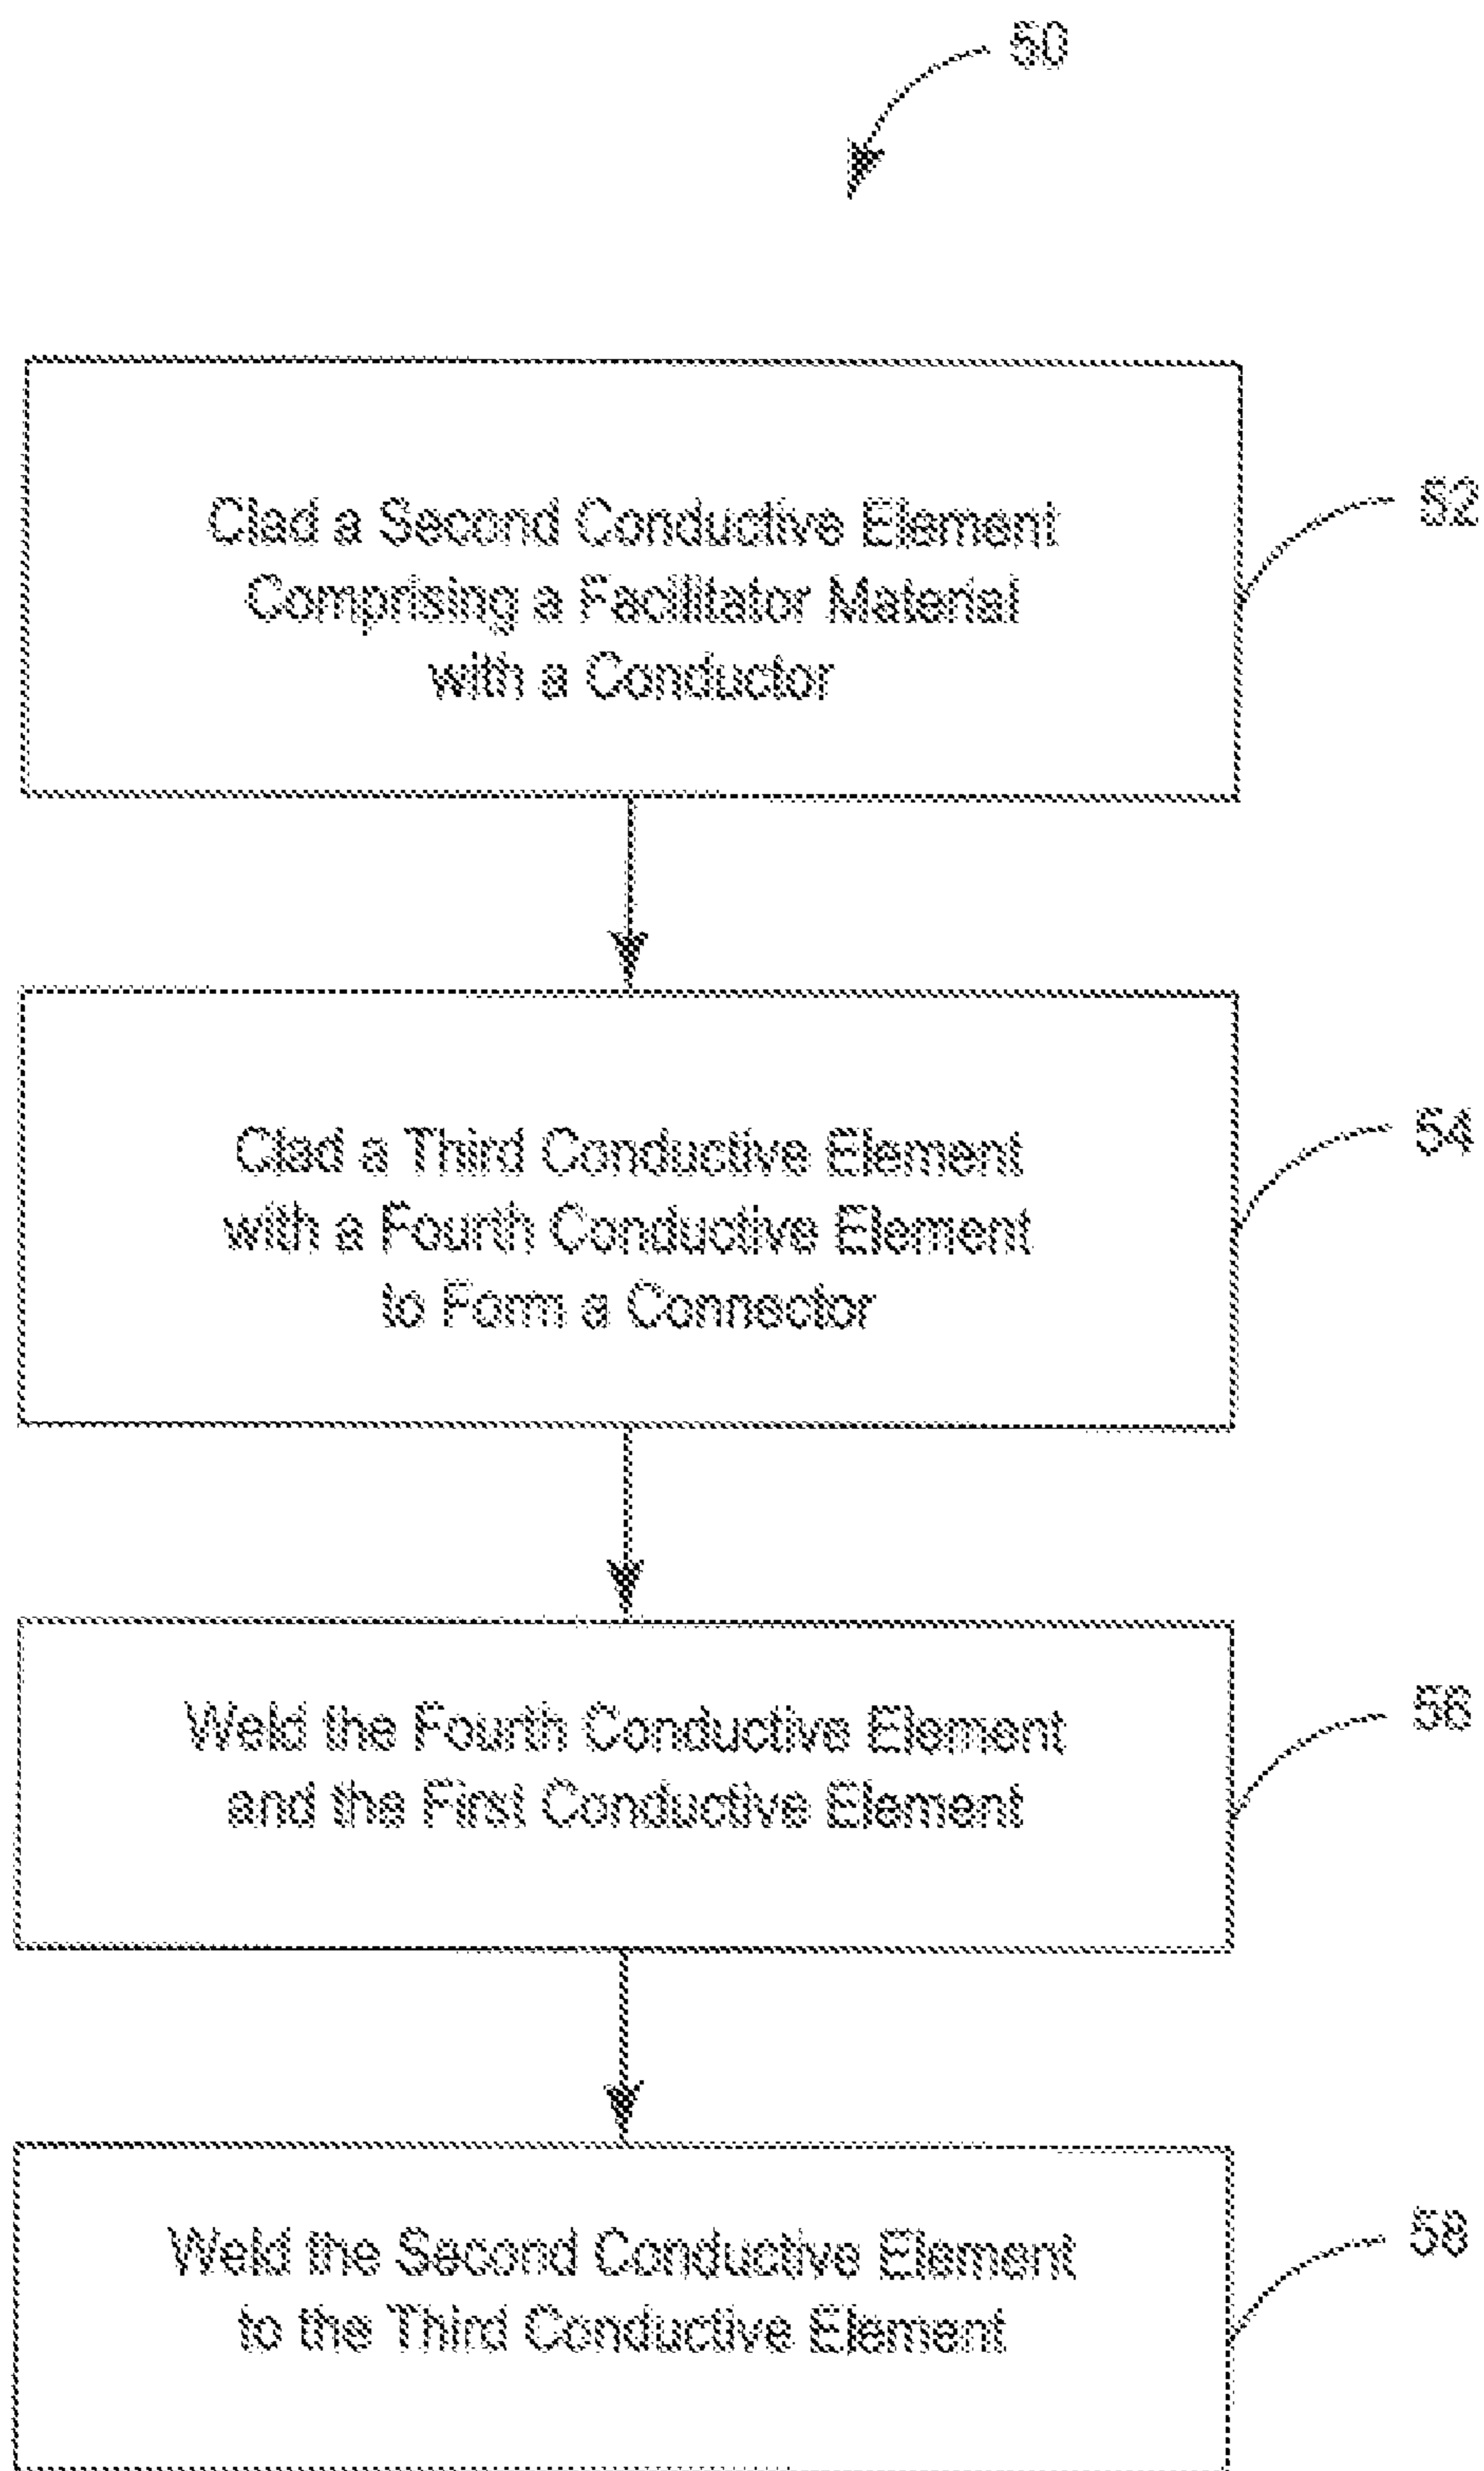 50
Clad a Second Conductive Element
Comprising a Facilitator Material
with a Conductor
52
Clad a Third Conductive Element
with a Fourth Conductive Element
to Form a Connector
54
Weld the Fourth Conductive Element
and the First Conductive Element
56
Weld the Second Conductive Element
to the Third Conductive Element
58